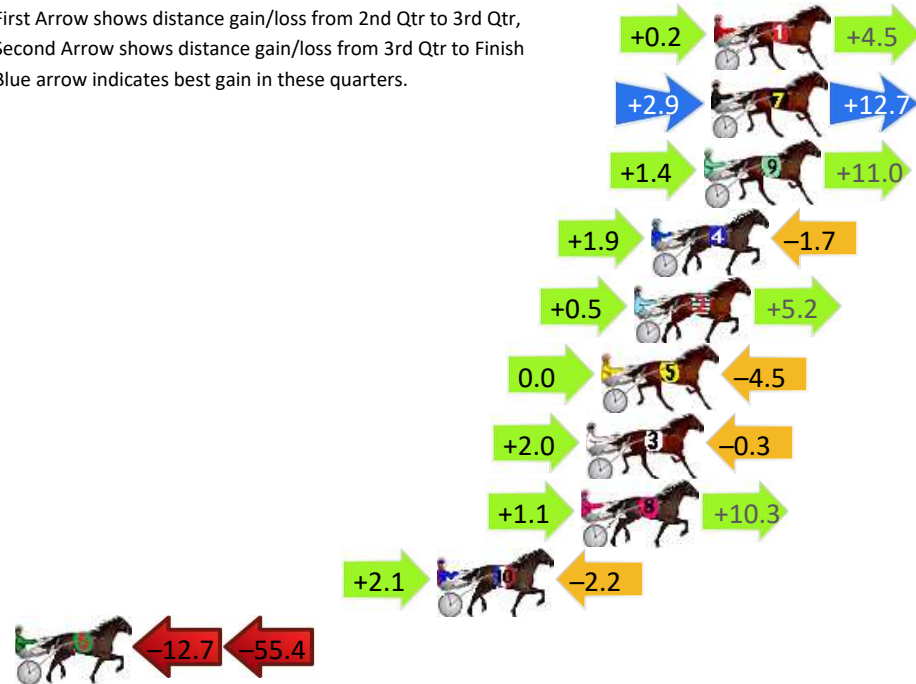 First Arrow shows distance gain/loss from 2nd Qtr to 3rd Qtr,
Second Arrow shows distance gain/loss from 3rd Qtr to Finish
Blue arrow indicates best gain in these quarters.
+0.2 1 +4.5
+2.9 7 +12.7
+1.4 9 +11.0
+1.9 4 –1.7
+0.5 2 +5.2
0.0 5 –4.5
+2.0 3 –0.3
+1.1 8 +10.3
+2.1 10 –2.2
6 –12.7 –55.4